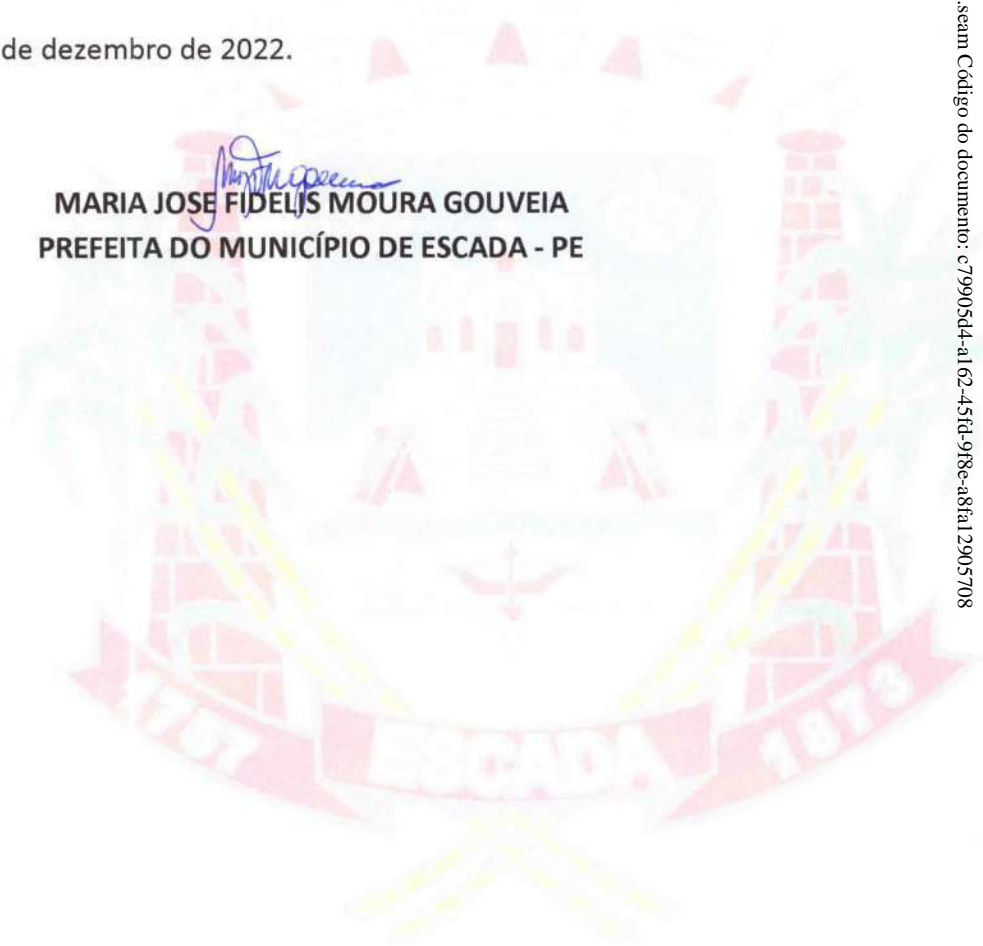 de dezembro de 2022.
MARIA JOSE FIDELIS MOURA GOUVEIA
PREFEITA DO MUNICÍPIO DE ESCADA - PE
1757
ESCADA
1873
.seam Código do documento: c79905d4-a162-45fd-9f8e-a8fa12905708